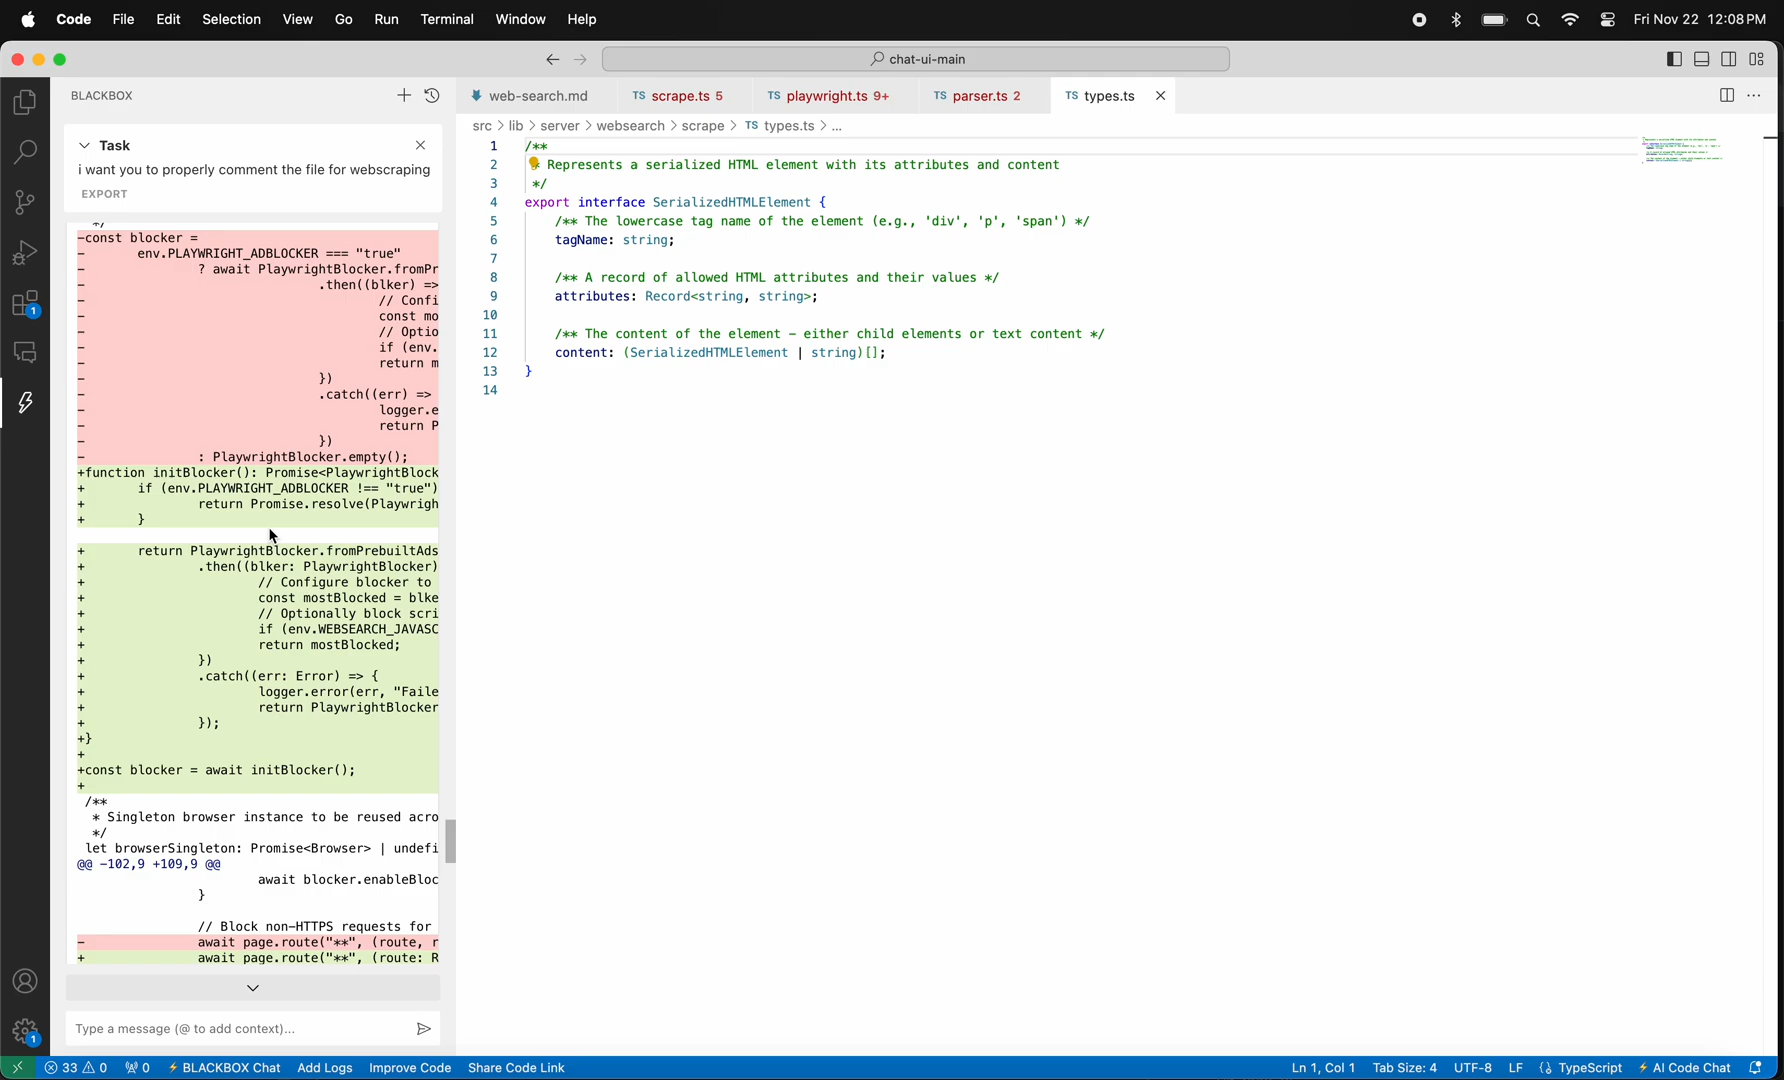 Code File Edit Selection View Go Run Terminal Window Help
Fri Nov 22 12:08 PM
chat-ui-main
BLACKBOX
web-search.md
TS scrape.ts 5
TS playwright.ts 9+
TS parser.ts 2
TS types.ts
src > lib > server > websearch > scrape > TS types.ts > ...
Task
i want you to properly comment the file for webscraping
EXPORT
*/
-const blocker =
- env.PLAYWRIGHT_ADBLOCKER === "true"
- ? await PlaywrightBlocker.fromPr
- .then((blker) =>
- // Confi
- const mo
- // Optio
- if (env.
- return m
- })
- .catch((err) =>
- logger.e
- return P
- })
- : PlaywrightBlocker.empty();
+function initBlocker(): Promise<PlaywrightBlock
+ if (env.PLAYWRIGHT_ADBLOCKER !== "true")
+ return Promise.resolve(Playwrigh
+ }
+ return PlaywrightBlocker.fromPrebuiltAds
+ .then((blker: PlaywrightBlocker)
+ // Configure blocker to
+ const mostBlocked = blke
+ // Optionally block scri
+ if (env.WEBSEARCH_JAVASC
+ return mostBlocked;
+ })
+ .catch((err: Error) => {
+ logger.error(err, "Faile
+ return PlaywrightBlocker
+ });
+}
+
+const blocker = await initBlocker();
+
/**
* Singleton browser instance to be reused acro
*/
let browserSingleton: Promise<Browser> | undefi
@@ -102,9 +109,9 @@
await blocker.enableBloc
}
// Block non-HTTPS requests for
- await page.route("**", (route, r
+ await page.route("**", (route: R
Type a message (@ to add context)...
1 /**
2 * Represents a serialized HTML element with its attributes and content
3 */
4 export interface SerializedHTMLElement {
5 /** The lowercase tag name of the element (e.g., 'div', 'p', 'span') */
6 tagName: string;
7
8 /** A record of allowed HTML attributes and their values */
9 attributes: Record<string, string>;
10
11 /** The content of the element - either child elements or text content */
12 content: (SerializedHTMLElement | string)[];
13 }
14
1
1
33 0 0 BLACKBOX Chat Add Logs Improve Code Share Code Link
Ln 1, Col 1 Tab Size: 4 UTF-8 LF {} TypeScript AI Code Chat